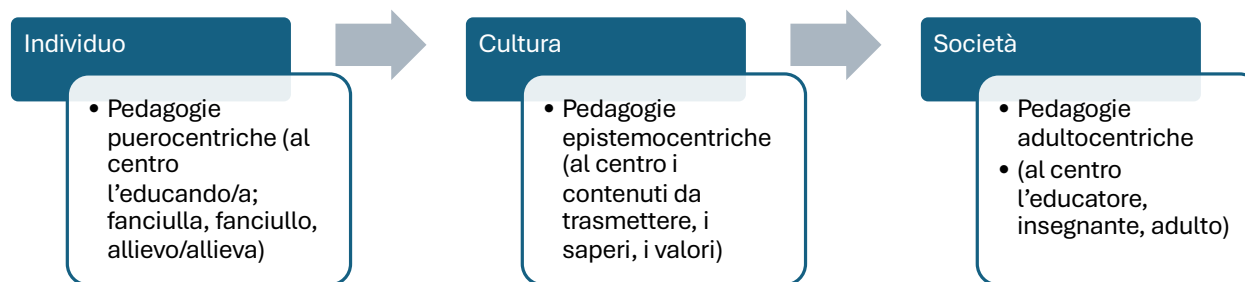 Individuo
• Pedagogie
puerocentriche (al
centro
l'educando/a;
fanciulla, fanciullo,
allievo/allieva)
Cultura
• Pedagogie
epistemocentriche
(al centro i
contenuti da
trasmettere, i
saperi, i valori)
Società
• Pedagogie
adultocentriche
• (al centro
l'educatore,
insegnante, adulto)